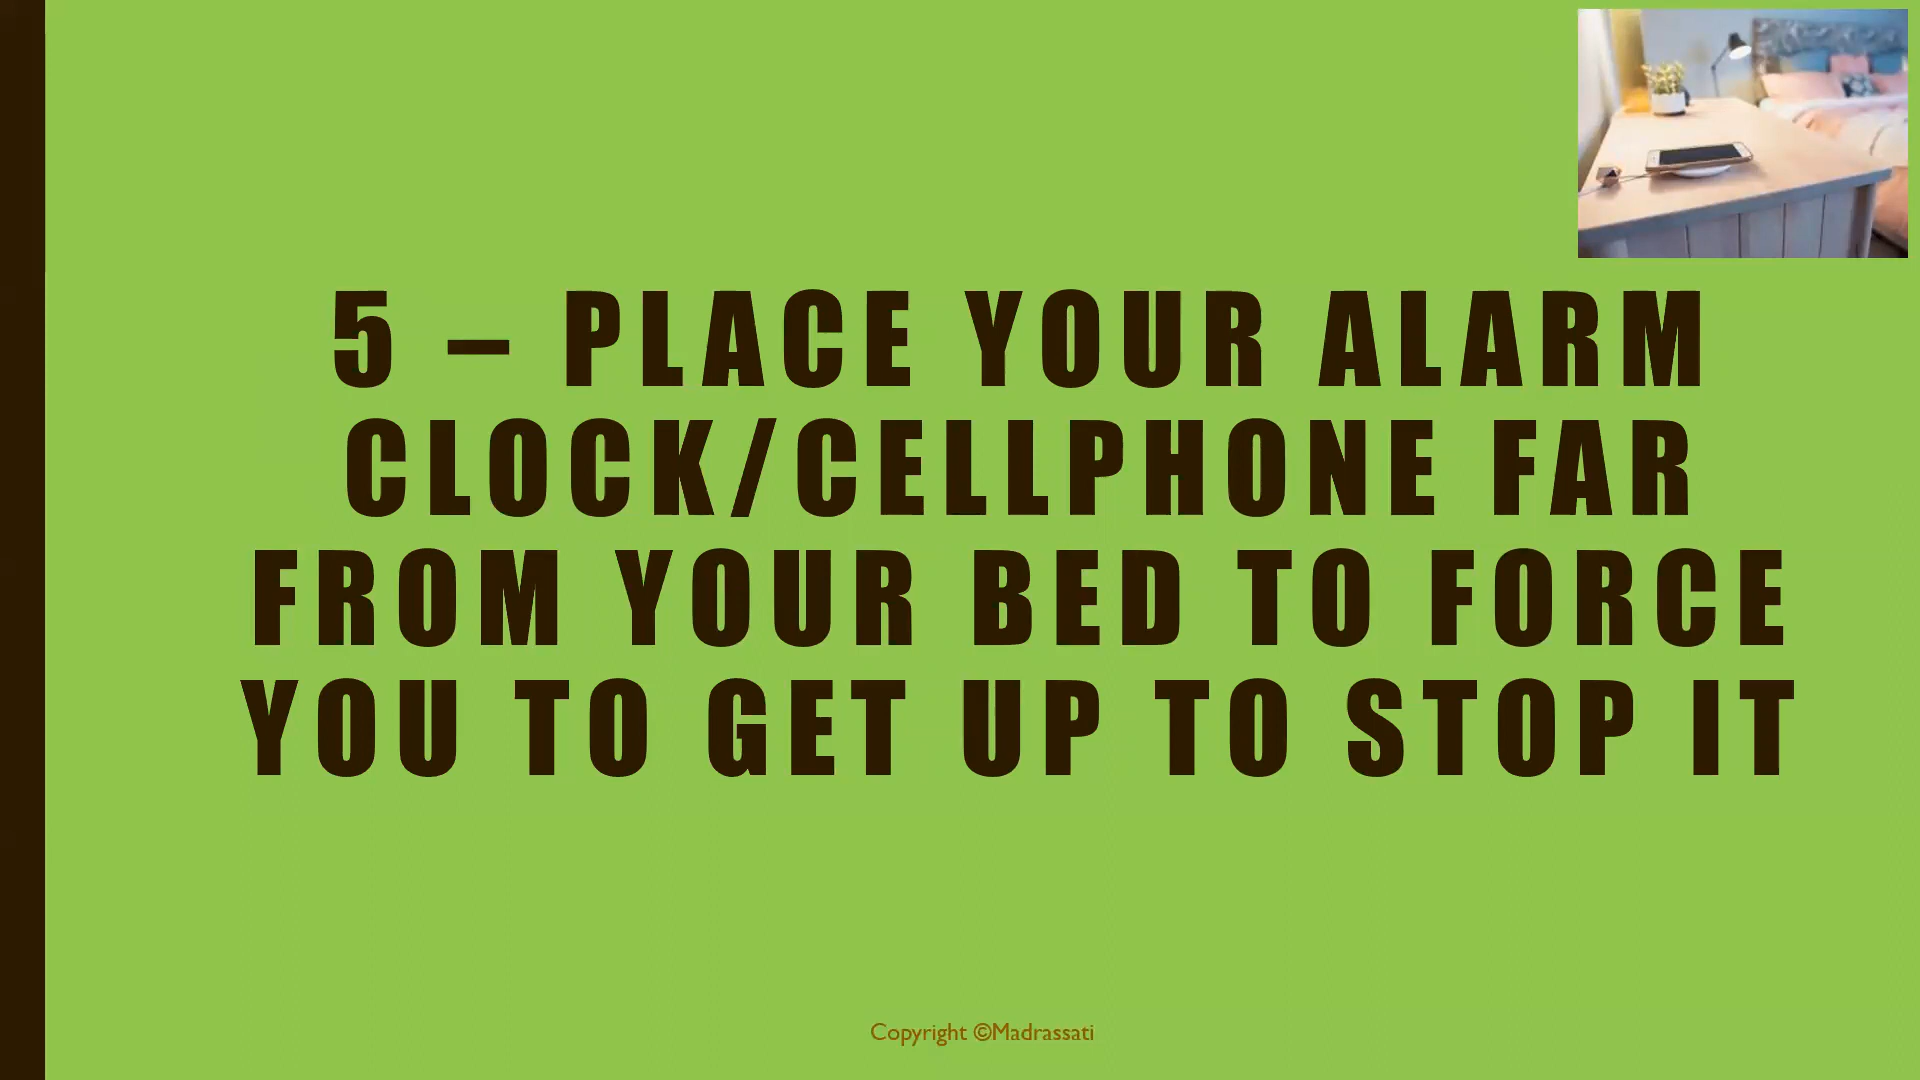 5 – PLACE YOUR ALARM
CLOCK/CELLPHONE FAR
FROM YOUR BED TO FORCE
YOU TO GET UP TO STOP IT
Copyright ©Madrassati